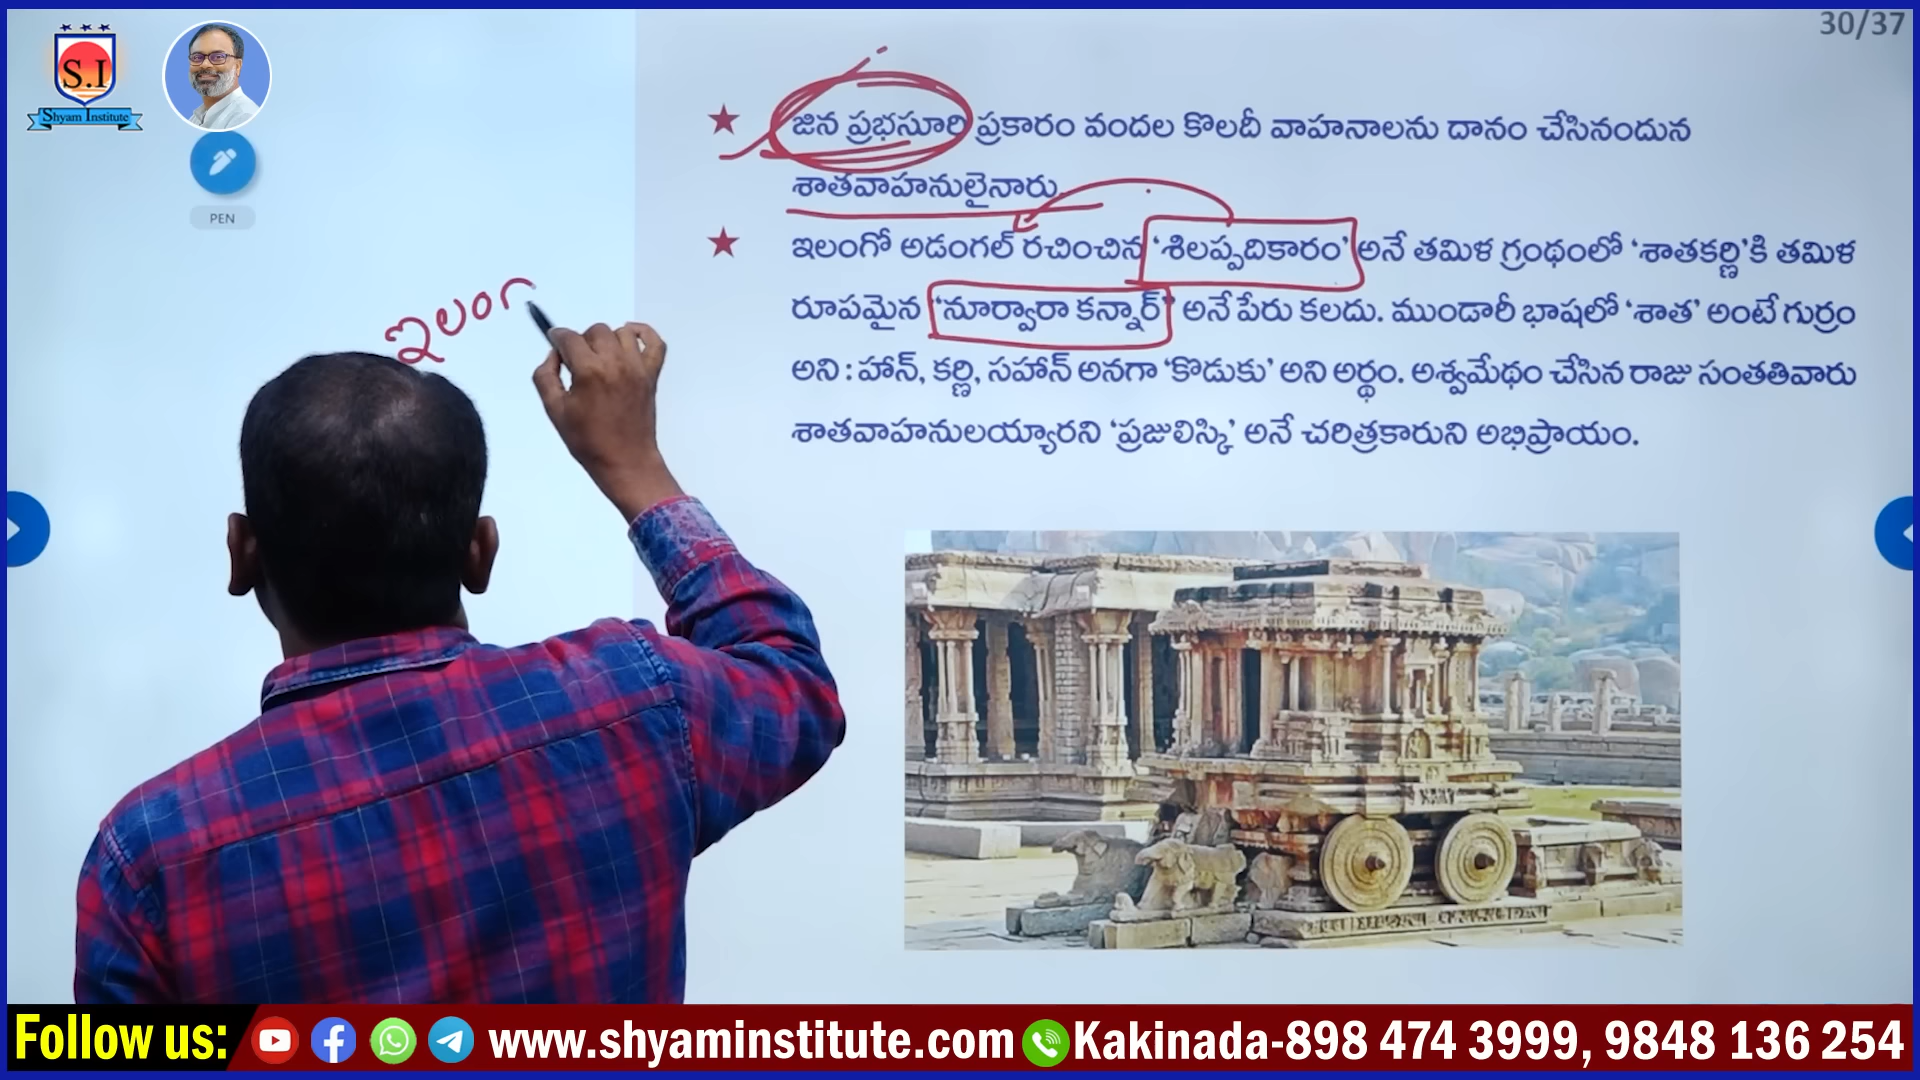 30/37
S.I
Shyam Institute
PEN
★ జిన ప్రభసూరి ప్రకారం వందల కొలదీ వాహనాలను దానం చేసినందున
శాతవాహనులైనారు.
★ ఇలంగో అడంగల్ రచించిన ‘శిలప్పదికారం’ అనే తమిళ గ్రంథంలో ‘శాతకర్ణి’కి తమిళ
రూపమైన “నూర్వారా కన్నార్” అనే పేరు కలదు. ముండారీ భాషలో ‘శాత’ అంటే గుర్రం
అని : హాన్, కర్ణి, సహాన్ అనగా ‘కొడుకు’ అని అర్థం. అశ్వమేథం చేసిన రాజు సంతతివారు
శాతవాహనులయ్యారని ‘ప్రజులిస్కి’ అనే చరిత్రకారుని అభిప్రాయం.
ఇలం
Follow us: www.shyaminstitute.com Kakinada-898 474 3999, 9848 136 254